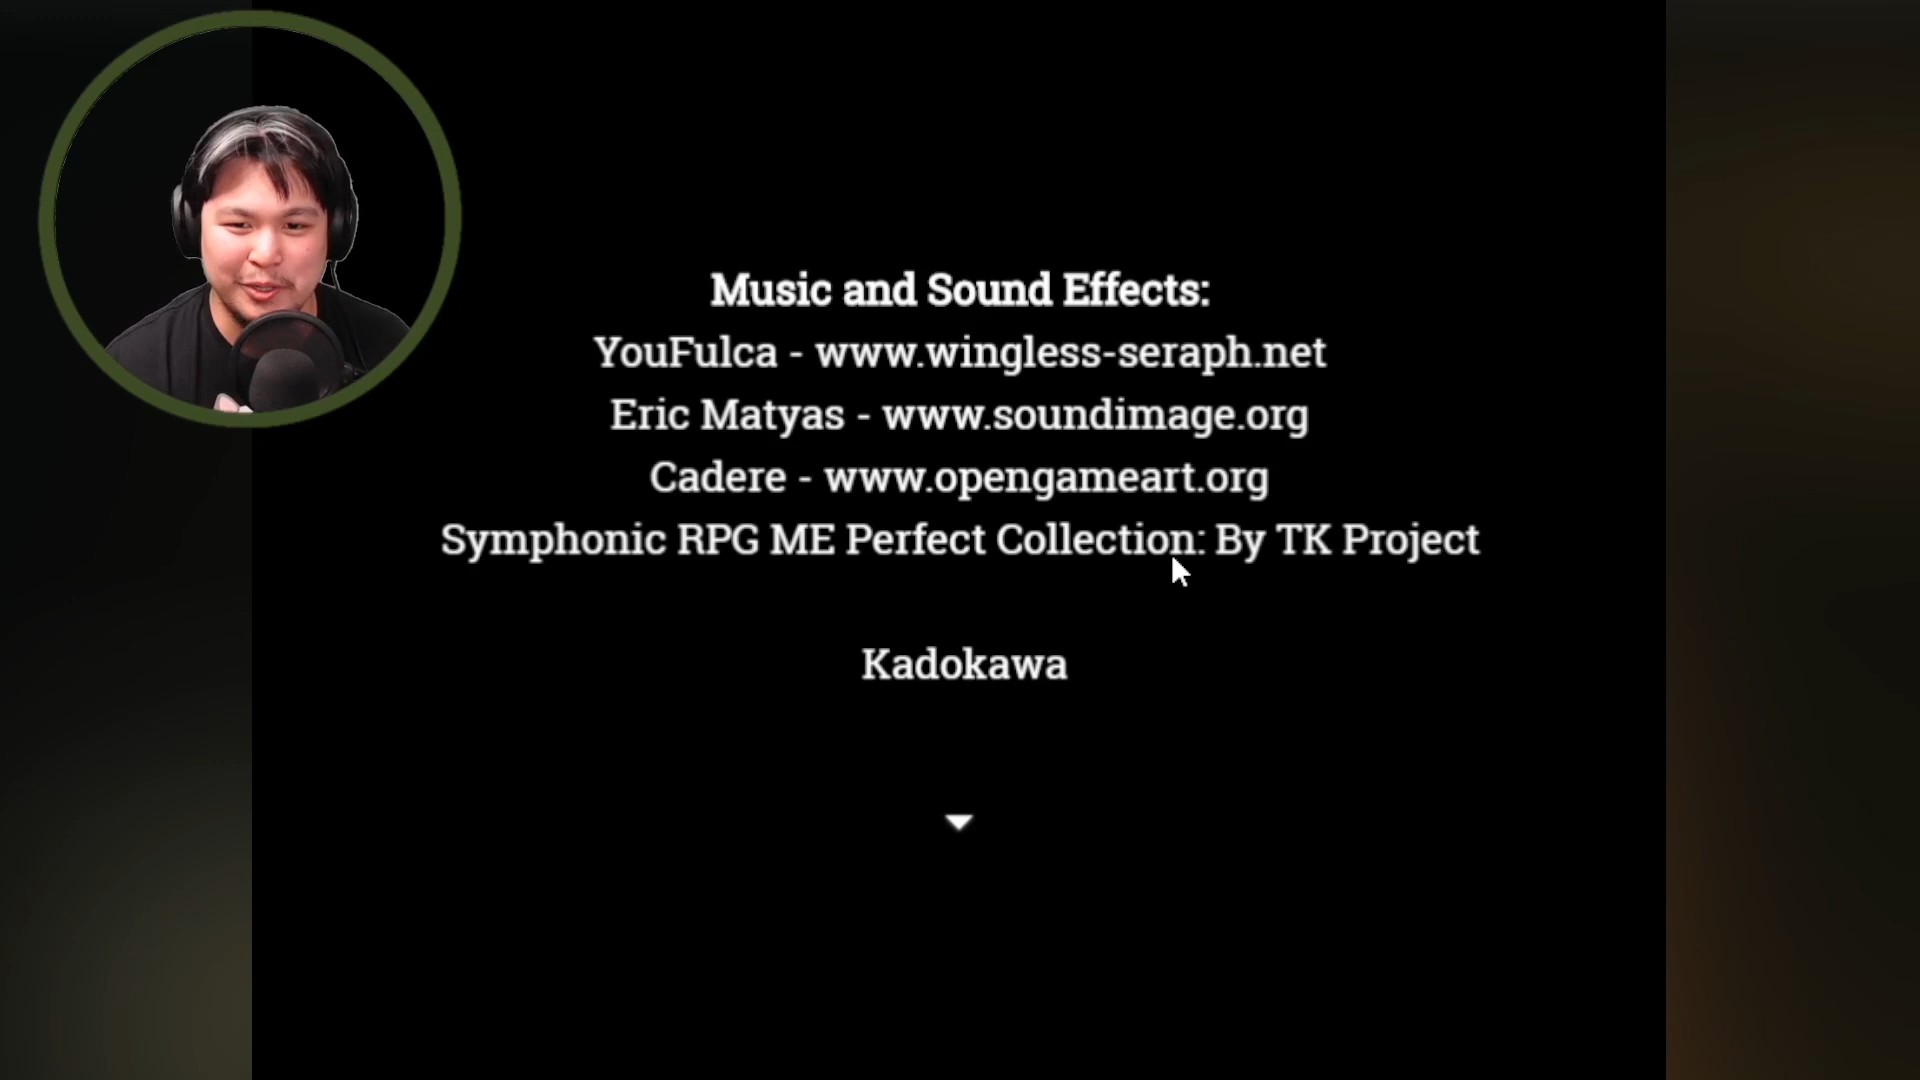 Music and Sound Effects:
YouFulca - www.wingless-seraph.net
Eric Matyas - www.soundimage.org
Cadere - www.opengameart.org
Symphonic RPG ME Perfect Collection: By TK Project
Kadokawa